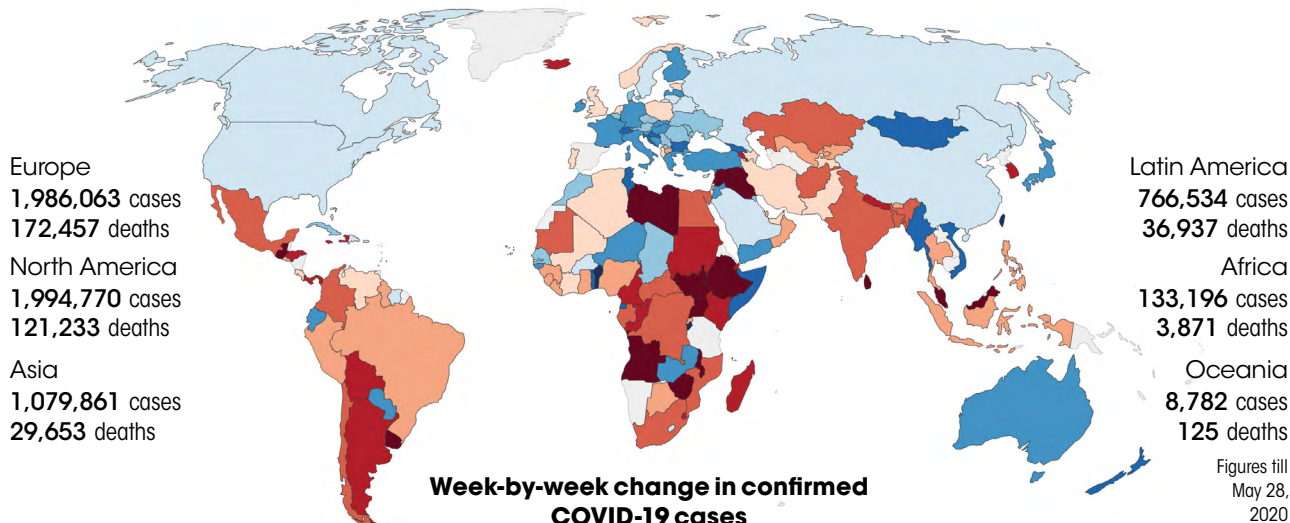 Europe
1,986,063 cases
172,457 deaths
North America
1,994,770 cases
121,233 deaths
Asia
1,079,861 cases
29,653 deaths
Latin America
766,534 cases
36,937 deaths
Africa
133,196 cases
3,871 deaths
Oceania
8,782 cases
125 deaths
Figures till
May 28,
2020
Week-by-week change in confirmed
COVID-19 cases